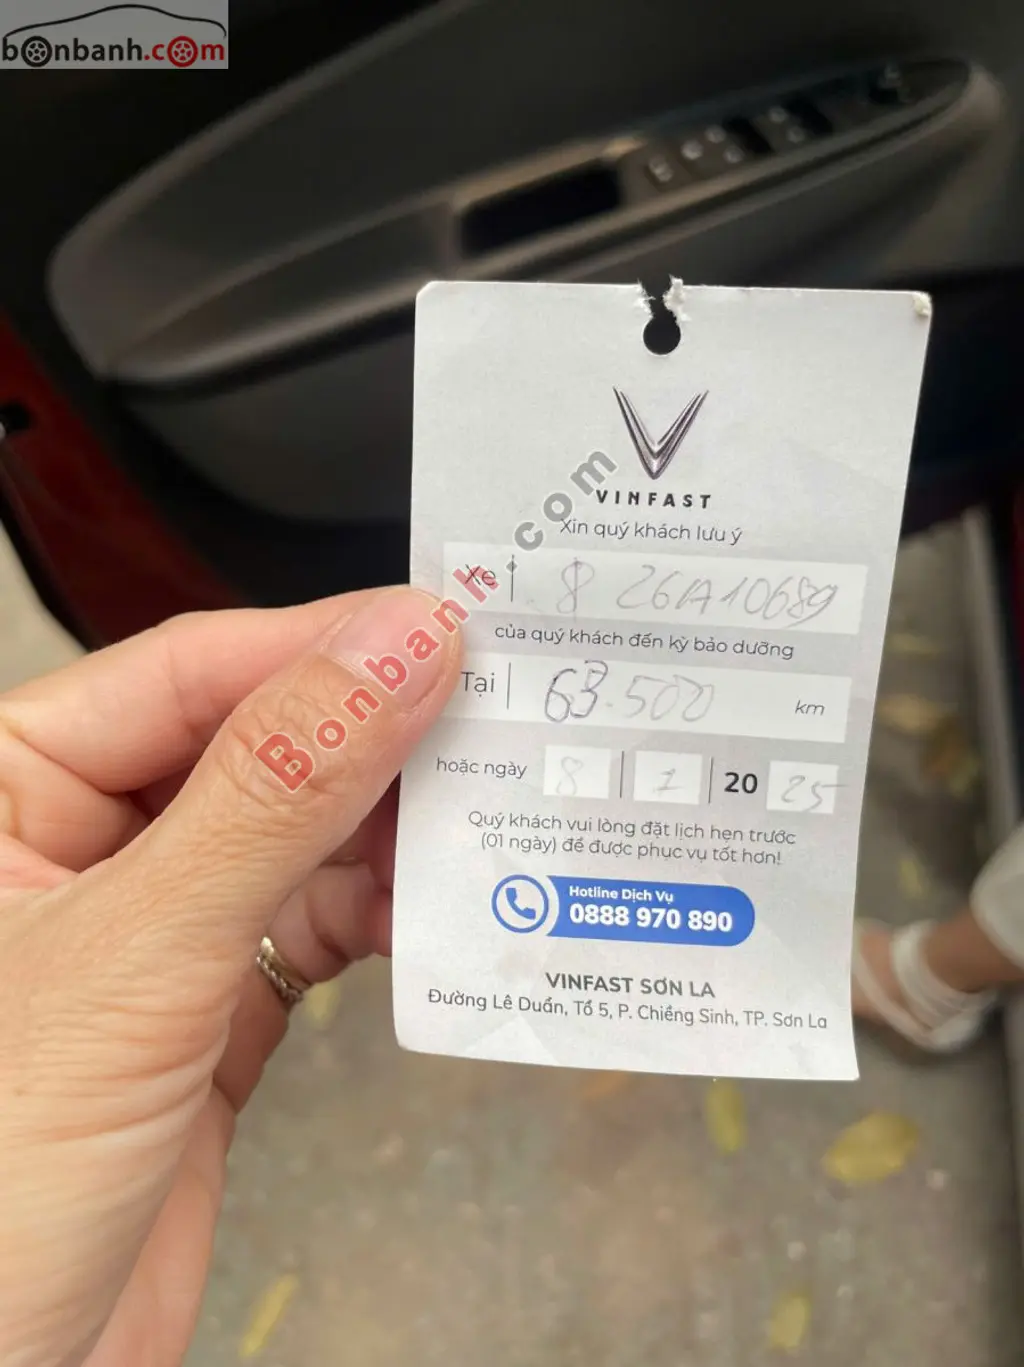 bonbanh.com
VINFAST
Xin quý khách lưu ý
Xe 8 26A10689
của quý khách đến kỳ bảo dưỡng
Tại 63.500 km
hoặc ngày 8 1 2025
Quý khách vui lòng đặt lịch hẹn trước
(01 ngày) để được phục vụ tốt hơn!
Hotline Dịch Vụ
0888 970 890
VINFAST SƠN LA
Đường Lê Duẩn, Tổ 5, P. Chiềng Sinh, TP. Sơn La
Bonbanh.com